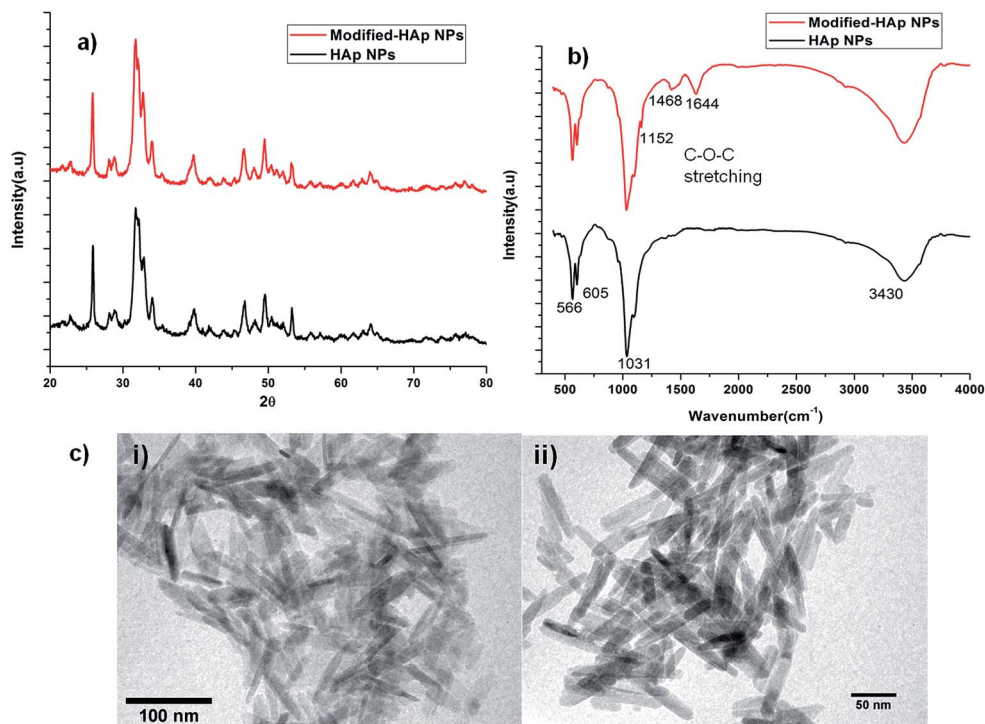 a)
Modified-HAp NPs
HAp NPs
Intensity(a.u)
20 30 40 50 60 70 80
2θ
b)
Modified-HAp NPs
HAp NPs
1468
1644
1152
C-O-C
stretching
566
605
1031
3430
Intensity(a.u)
500 1000 1500 2000 2500 3000 3500 4000
Wavenumber(cm⁻¹)
c)
i)
100 nm
ii)
50 nm